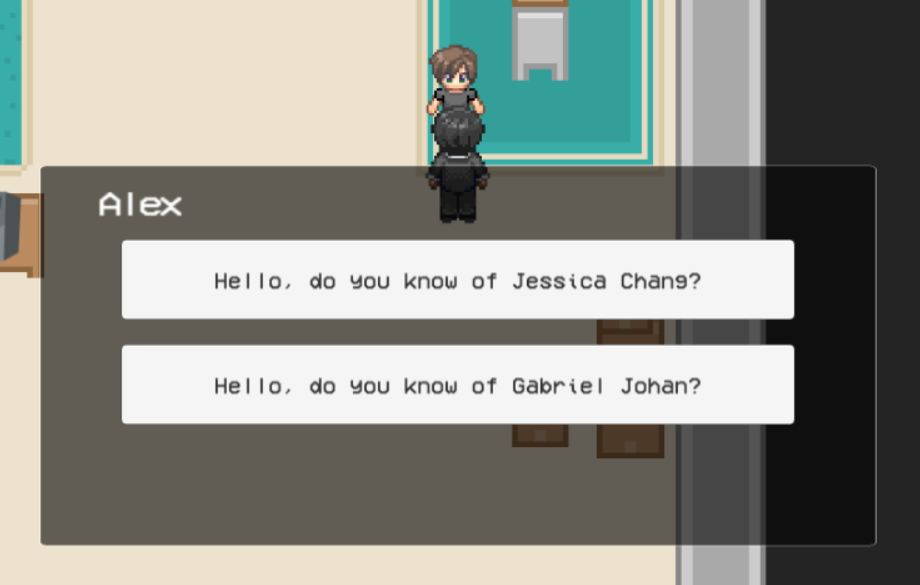 Alex
Hello, do you know of Jessica Chang?
Hello, do you know of Gabriel Johan?